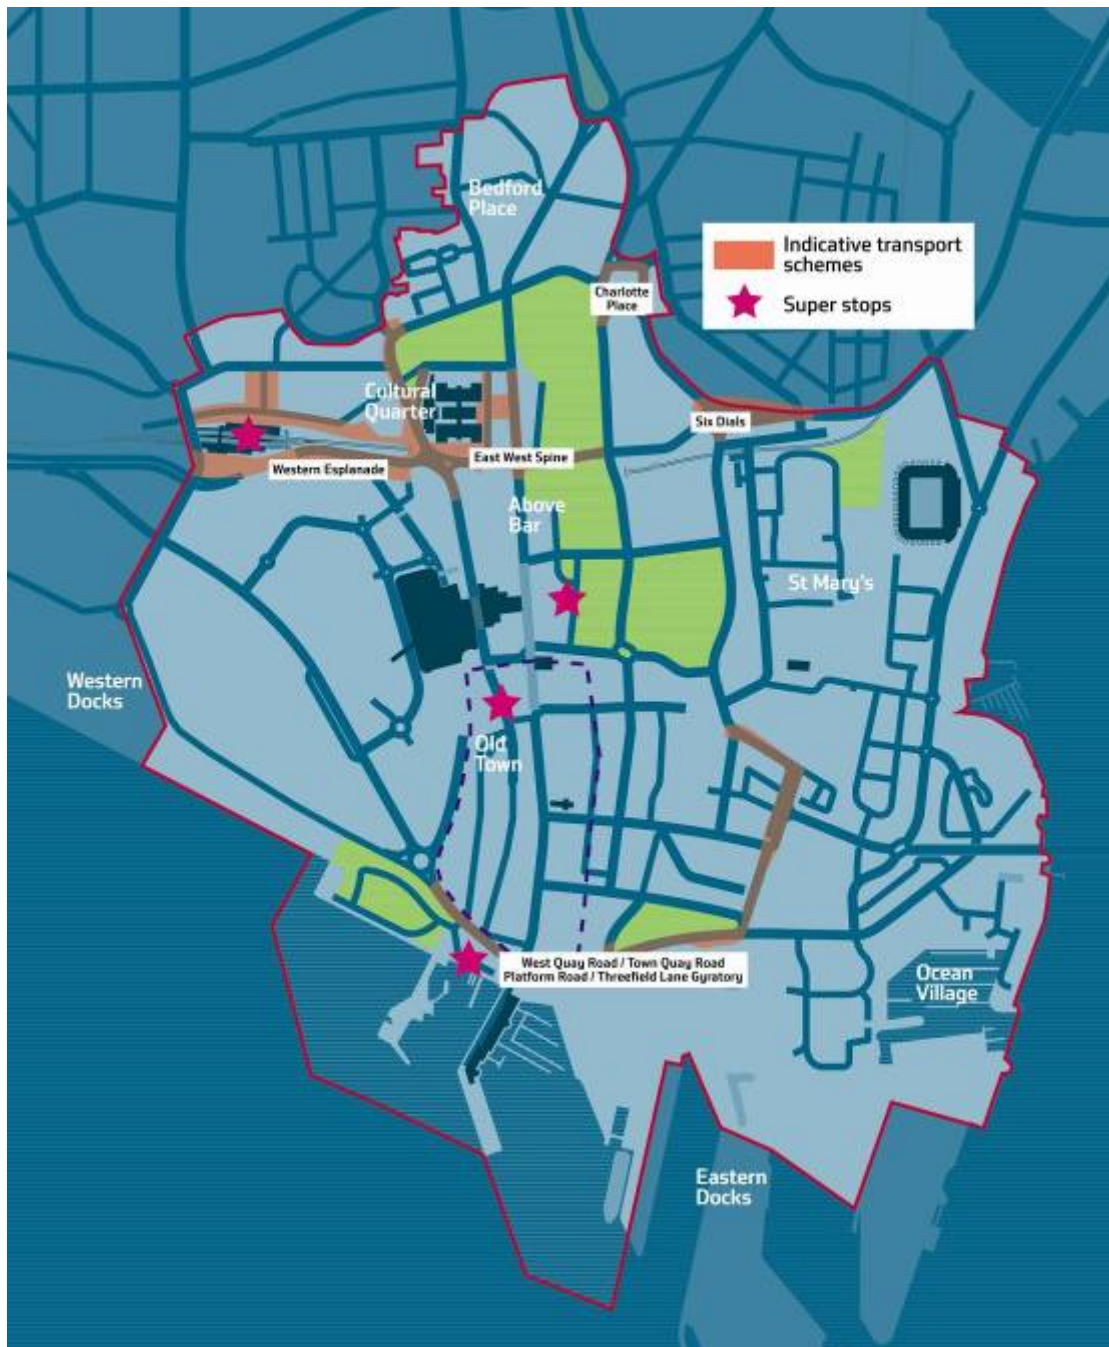 Bedford
Place
Indicative transport
schemes
Super stops
Charlotte
Place
Cultural
Quarter
Six Dials
East West Spine
Western Esplanade
Above
Bar
St Mary's
Western
Docks
Old
Town
West Quay Road / Town Quay Road
Platform Road / Threefield Lane Gyratory
Ocean
Village
Eastern
Docks